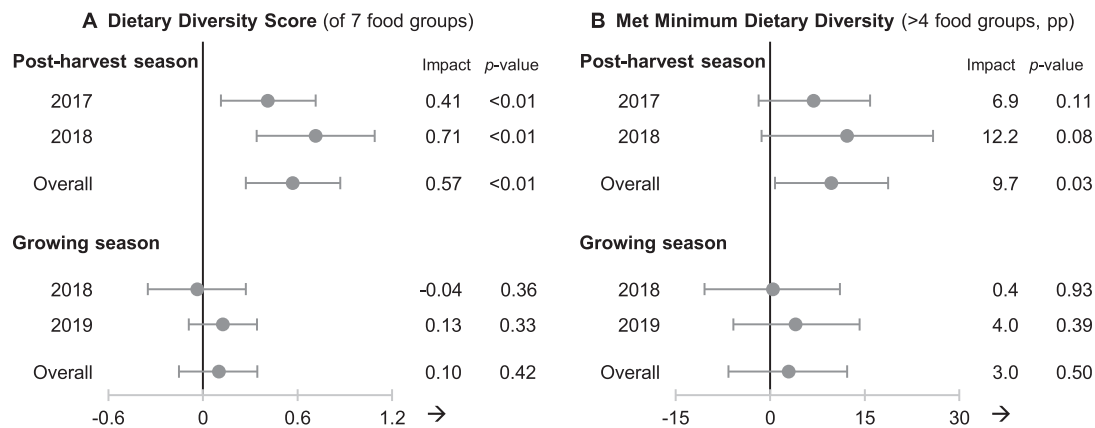 A Dietary Diversity Score (of 7 food groups)
Post-harvest season Impact p-value
2017 0.41 <0.01
2018 0.71 <0.01
Overall 0.57 <0.01
Growing season
2018 -0.04 0.36
2019 0.13 0.33
Overall 0.10 0.42
-0.6 0 0.6 1.2 →
B Met Minimum Dietary Diversity (>4 food groups, pp)
Post-harvest season Impact p-value
2017 6.9 0.11
2018 12.2 0.08
Overall 9.7 0.03
Growing season
2018 0.4 0.93
2019 4.0 0.39
Overall 3.0 0.50
-15 0 15 30 →